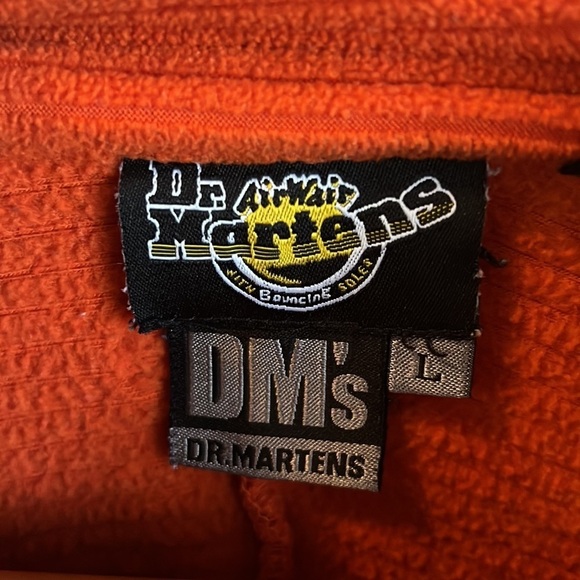 Dr AirWair
Martens
WITH Bouncing SOLES
DM's
L
DR.MARTENS